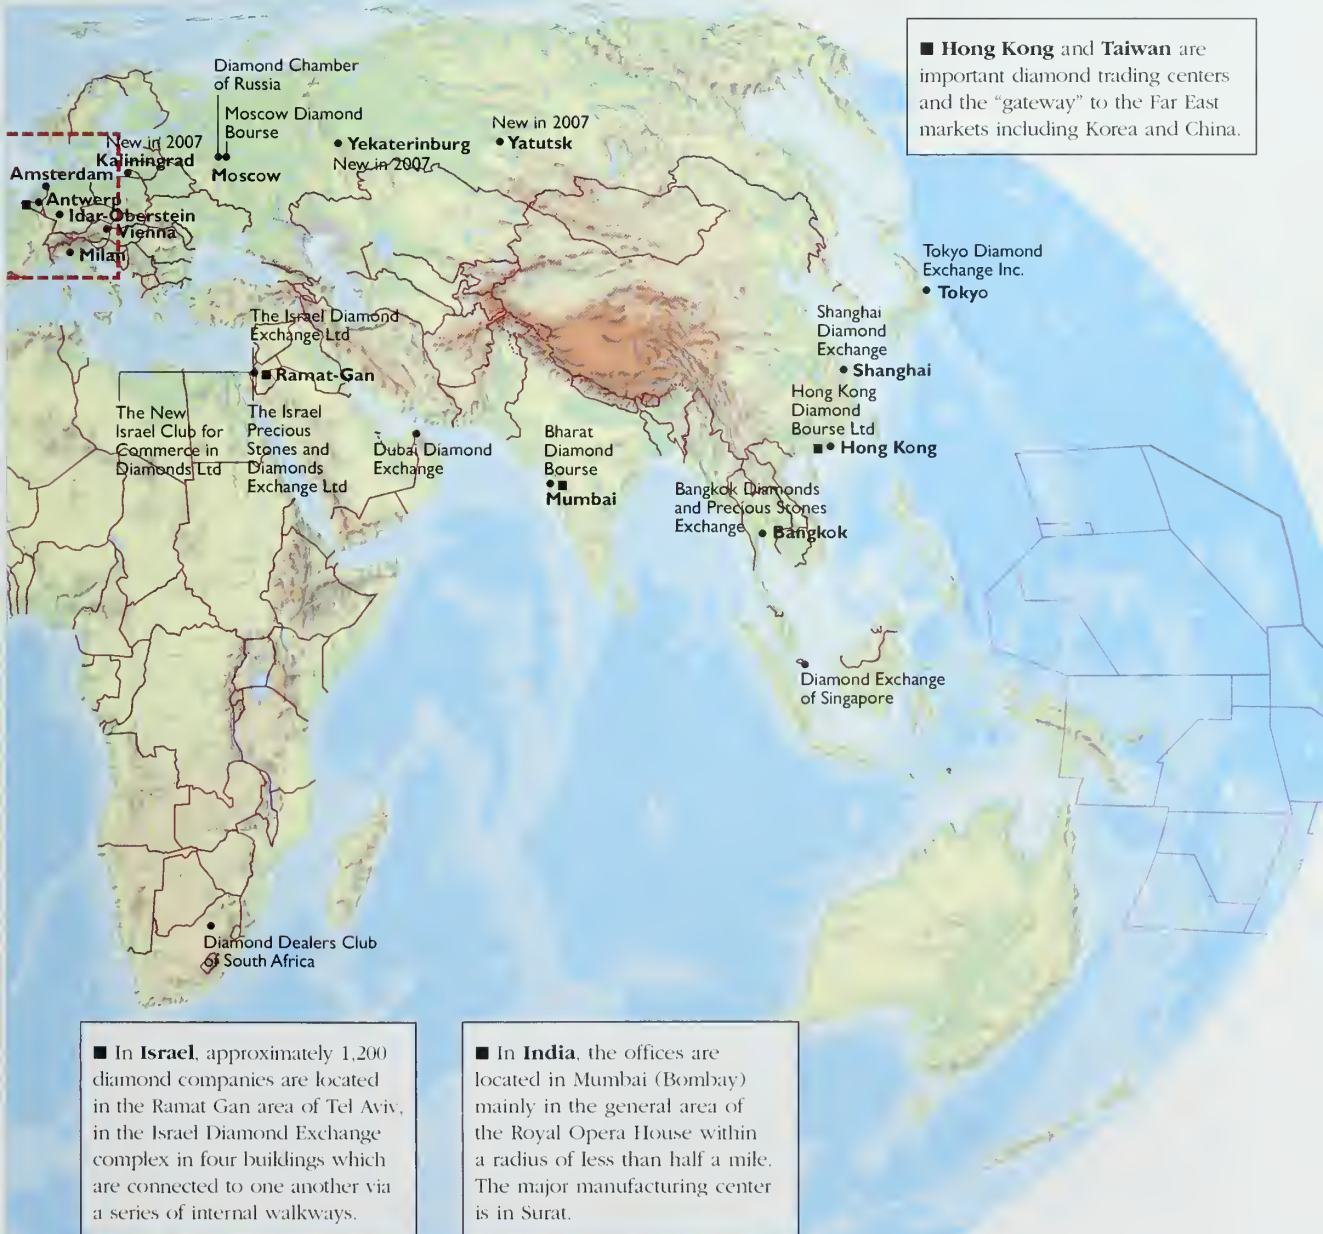 ■ Hong Kong and Taiwan are
important diamond trading centers
and the “gateway” to the Far East
markets including Korea and China.
Diamond Chamber
of Russia
Moscow Diamond
Bourse
Moscow
New in 2007
Kaliningrad
Yekaterinburg
New in 2007
New in 2007
Yatutsk
Amsterdam
Antwerp
Idar-Oberstein
Vienna
Milan
Tokyo Diamond
Exchange Inc.
Tokyo
The Israel Diamond
Exchange Ltd
Ramat-Gan
The New
Israel Club for
Commerce in
Diamonds Ltd
The Israel
Precious
Stones and
Diamonds
Exchange Ltd
Dubai Diamond
Exchange
Bharat
Diamond
Bourse
Mumbai
Shanghai
Diamond
Exchange
Shanghai
Hong Kong
Diamond
Bourse Ltd
Hong Kong
Bangkok Diamonds
and Precious Stones
Exchange
Bangkok
Diamond Exchange
of Singapore
Diamond Dealers Club
of South Africa
■ In Israel, approximately 1,200
diamond companies are located
in the Ramat Gan area of Tel Aviv,
in the Israel Diamond Exchange
complex in four buildings which
are connected to one another via
a series of internal walkways.
■ In India, the offices are
located in Mumbai (Bombay)
mainly in the general area of
the Royal Opera House within
a radius of less than half a mile.
The major manufacturing center
is in Surat.